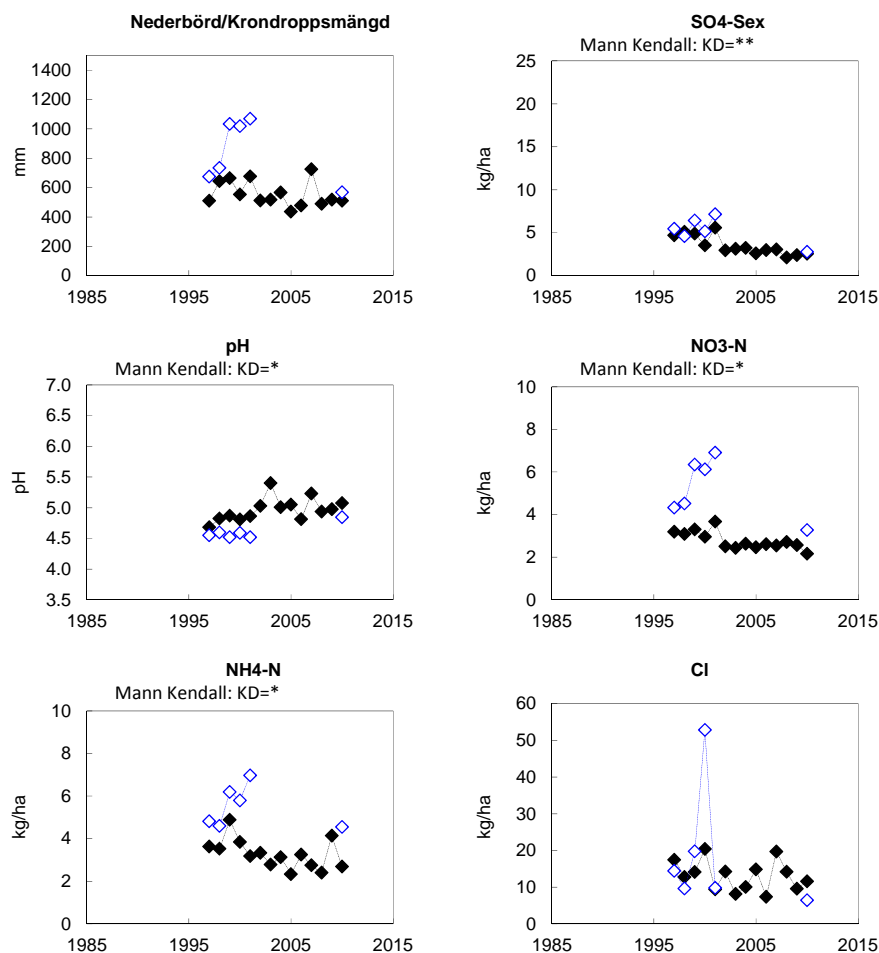 Nederbörd/Krondroppsmängd
mm
1400
1200
1000
800
600
400
200
0
1985 1995 2005 2015
SO4-Sex
Mann Kendall: KD=**
kg/ha
25
20
15
10
5
0
1985 1995 2005 2015
pH
Mann Kendall: KD=*
pH
7.0
6.5
6.0
5.5
5.0
4.5
4.0
3.5
1985 1995 2005 2015
NO3-N
Mann Kendall: KD=*
kg/ha
10
8
6
4
2
0
1985 1995 2005 2015
NH4-N
Mann Kendall: KD=*
kg/ha
10
8
6
4
2
0
1985 1995 2005 2015
Cl
kg/ha
60
50
40
30
20
10
0
1985 1995 2005 2015